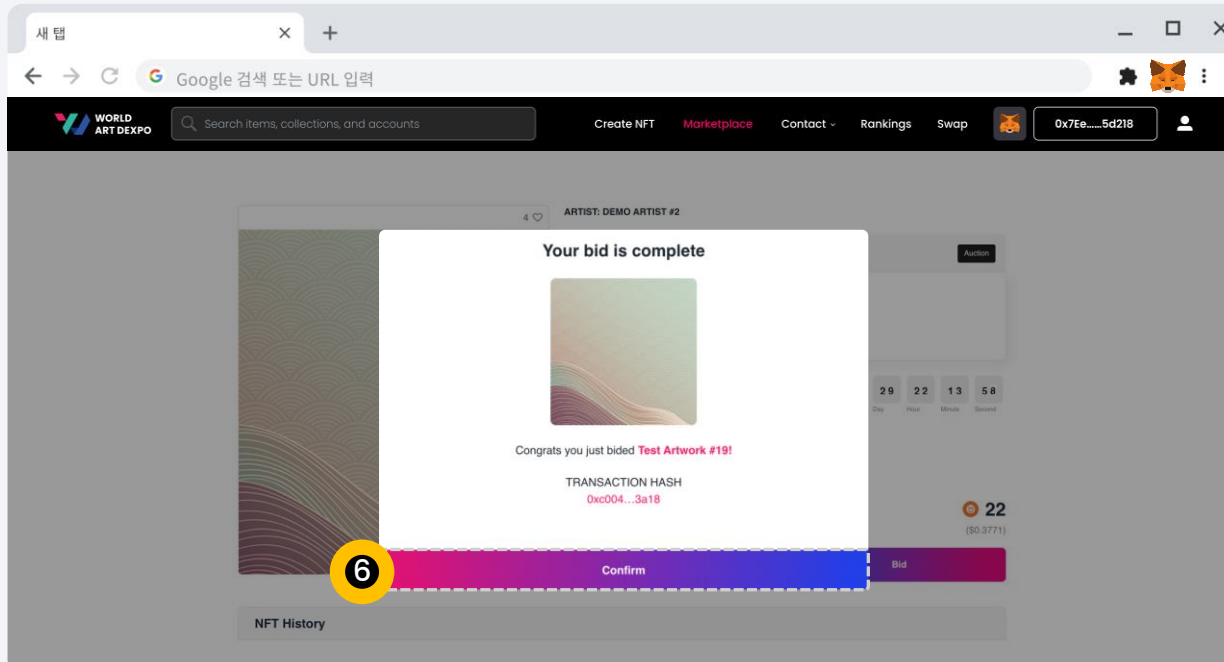 새 탭
Google 검색 또는 URL 입력
WORLD
ART DEXPO
Search items, collections, and accounts
Create NFT
Marketplace
Contact
Rankings
Swap
0x7Ee......5d218
4
ARTIST: DEMO ARTIST #2
Your bid is complete
Auction
29 22 13 58
Day Hour Minute Second
Congrats you just bided Test Artwork #19!
TRANSACTION HASH
0xc004...3a18
22
($0.3771)
6
Confirm
Bid
NFT History